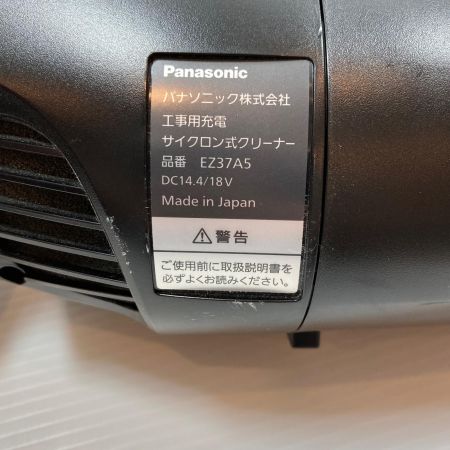 Panasonic
パナソニック株式会社
工事用充電
サイクロン式クリーナー
品番 EZ37A5
DC14.4/18V
Made in Japan
⚠警告
ご使用前に取扱説明書を
必ずよくお読みください。